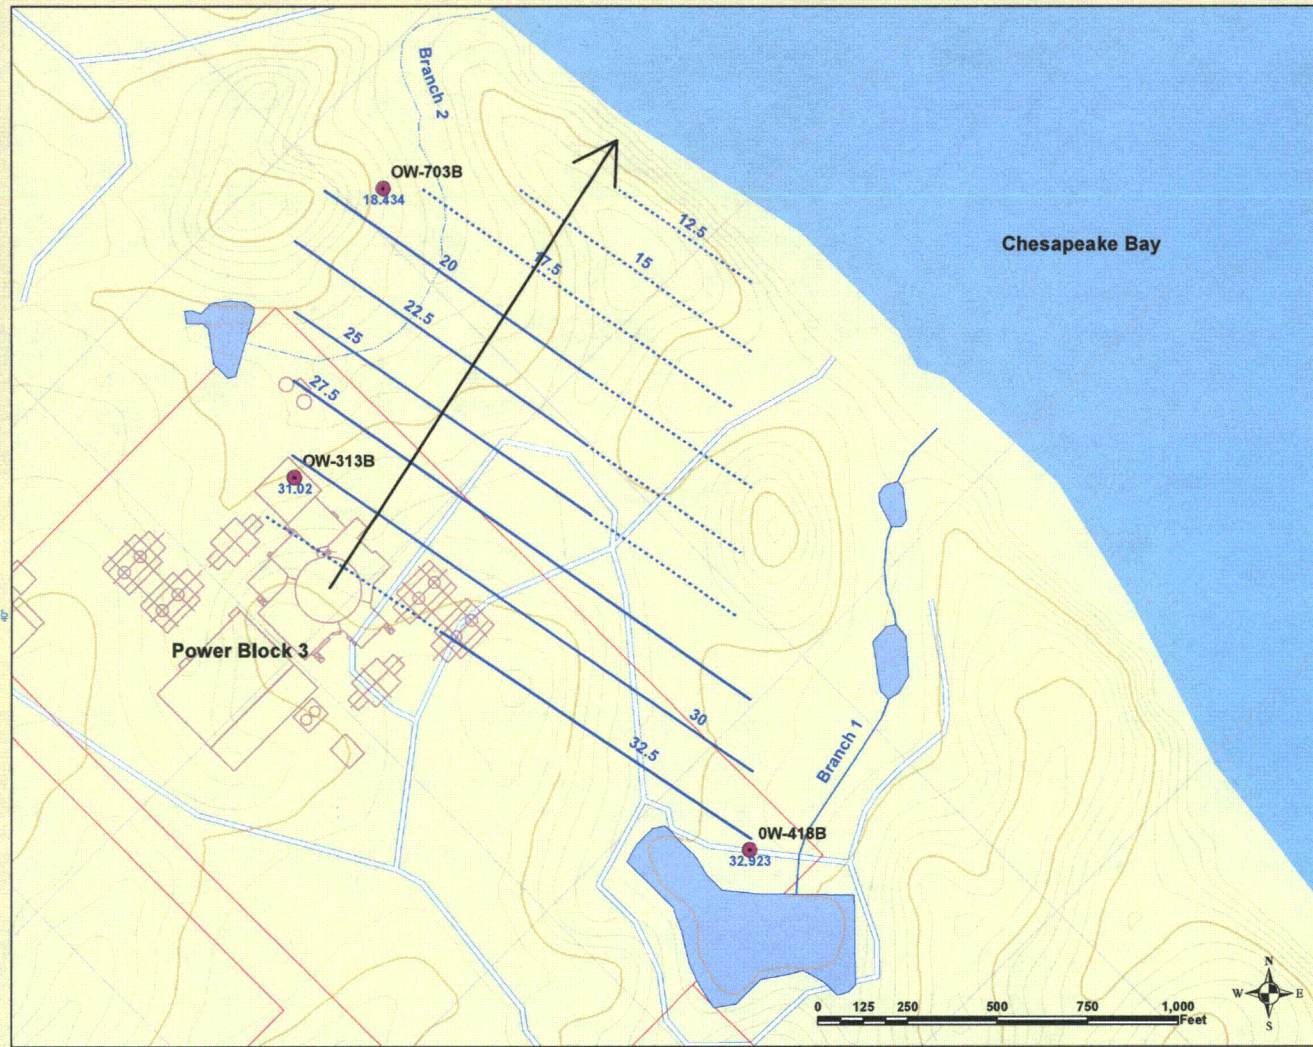 Branch 2
OW-703B
18.434
12.5
15
17.5
20
22.5
25
27.5
Chesapeake Bay
OW-313B
31.02
Power Block 3
30
32.5
Branch 1
0W-418B
32.923
40'
N
W E
S
0 125 250 500 750 1,000
Feet